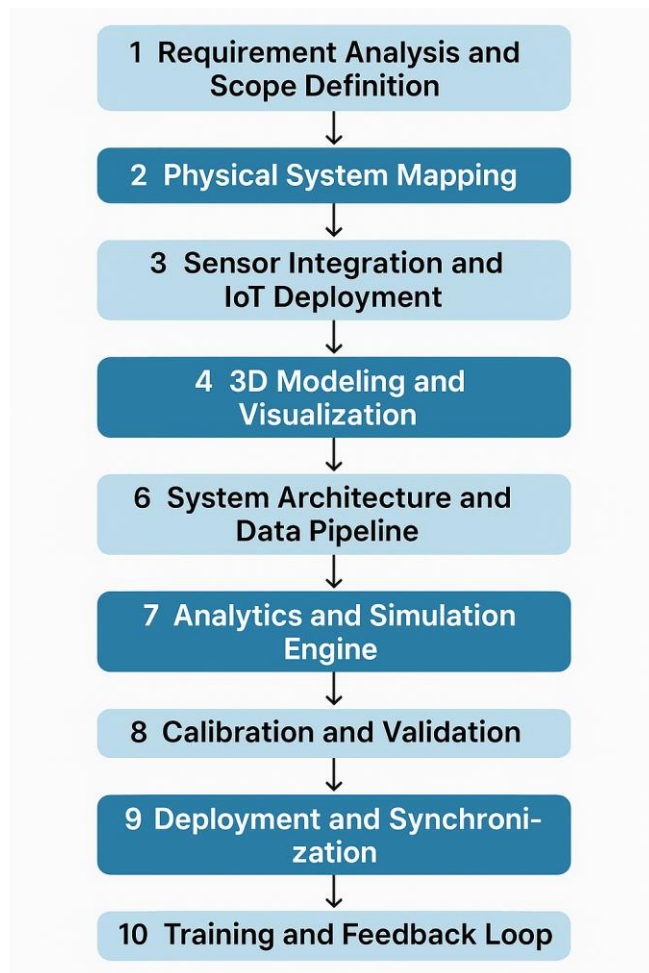 1 Requirement Analysis and
Scope Definition
2 Physical System Mapping
3 Sensor Integration and
IoT Deployment
4 3D Modeling and
Visualization
6 System Architecture and
Data Pipeline
7 Analytics and Simulation
Engine
8 Calibration and Validation
9 Deployment and Synchroni-
zation
10 Training and Feedback Loop